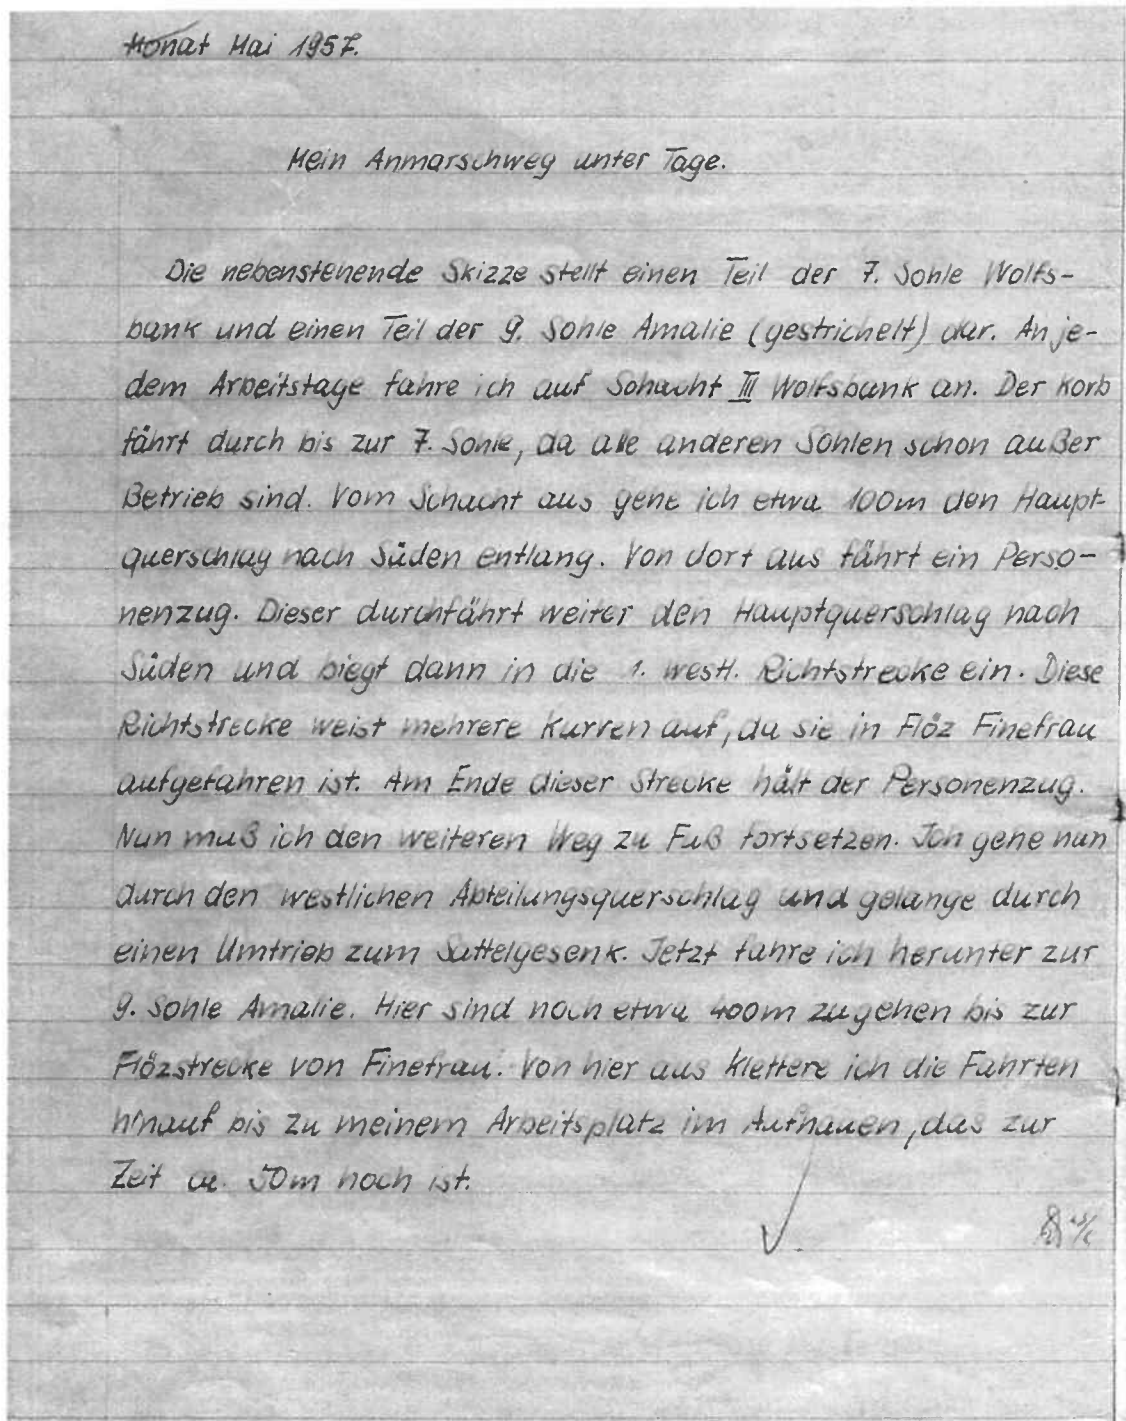 Monat Mai 1957.
Mein Anmarschweg unter Tage.
Die nebenstehende Skizze stellt einen Teil der 7. Sohle Wolfs-
bank und einen Teil der 9. Sohle Amalie (gestrichelt) dar. An je-
dem Arbeitstage fahre ich auf Schacht III Wolfsbank an. Der Korb
fährt durch bis zur 7. Sohle, da alle anderen Sohlen schon außer
Betrieb sind. Vom Schacht aus gehe ich etwa 100m den Haupt-
querschlag nach Süden entlang. Von dort aus fährt ein Perso-
nenzug. Dieser durchfährt weiter den Hauptquerschlag nach
Süden und biegt dann in die 1. westl. Richtstrecke ein. Diese
Richtstrecke weist mehrere Kurven auf, da sie in Flöz Finefrau
aufgefahren ist. Am Ende dieser Strecke hält der Personenzug.
Nun muß ich den weiteren Weg zu Fuß fortsetzen. Ich gehe nun
durch den westlichen Abteilungsquerschlag und gelange durch
einen Umtrieb zum Sattelgesenk. Jetzt fahre ich herunter zur
9. Sohle Amalie. Hier sind noch etwa 400m zugehen bis zur
Flözstrecke von Finefrau. Von hier aus klettere ich die Fahrten
hinauf bis zu meinem Arbeitsplatz im Aufhauen, das zur
Zeit ca. 50m hoch ist.